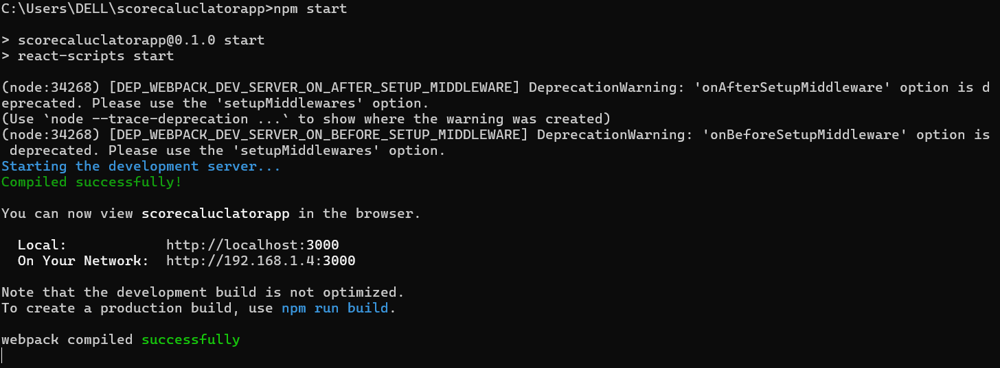 C:\Users\DELL\scorecaluclatorapp>npm start
> scorecaluclatorapp@0.1.0 start
> react-scripts start
(node:34268) [DEP_WEBPACK_DEV_SERVER_ON_AFTER_SETUP_MIDDLEWARE] DeprecationWarning: 'onAfterSetupMiddleware' option is d
eprecated. Please use the 'setupMiddlewares' option.
(Use `node --trace-deprecation ...` to show where the warning was created)
(node:34268) [DEP_WEBPACK_DEV_SERVER_ON_BEFORE_SETUP_MIDDLEWARE] DeprecationWarning: 'onBeforeSetupMiddleware' option is
 deprecated. Please use the 'setupMiddlewares' option.
Starting the development server...
Compiled successfully!
You can now view scorecaluclatorapp in the browser.
  Local:            http://localhost:3000
  On Your Network:  http://192.168.1.4:3000
Note that the development build is not optimized.
To create a production build, use npm run build.
webpack compiled successfully